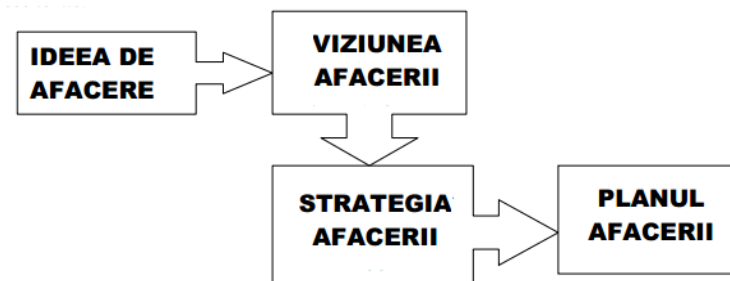 IDEEA DE
AFACERE
VIZIUNEA
AFACERII
STRATEGIA
AFACERII
PLANUL
AFACERII